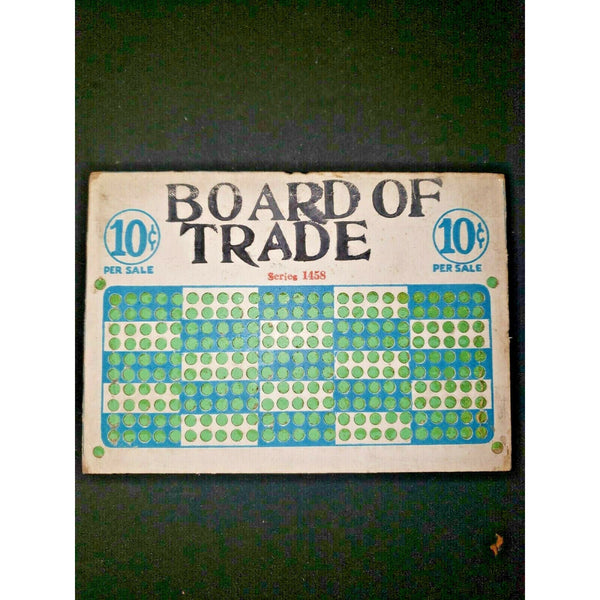 BOARD OF
TRADE
10¢
PER SALE
10¢
PER SALE
Series 1458